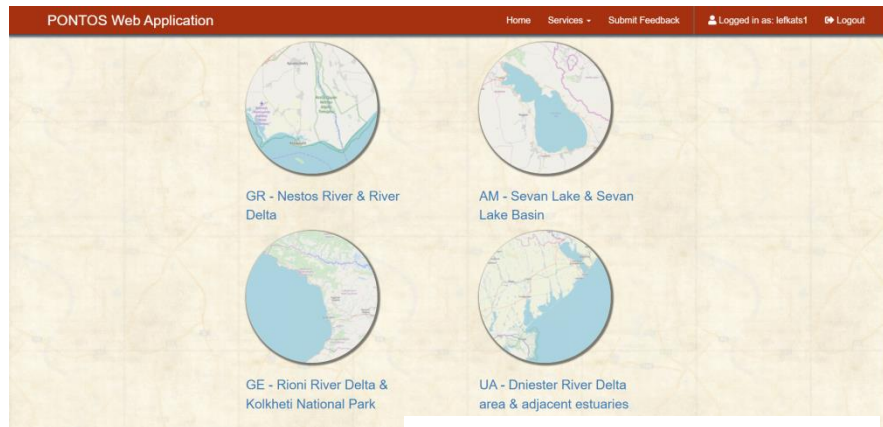 PONTOS Web Application
Home
Services
Submit Feedback
Logged in as: lefkats1
Logout
GR - Nestos River & River
Delta
AM - Sevan Lake & Sevan
Lake Basin
GE - Rioni River Delta &
Kolkheti National Park
UA - Dniester River Delta
area & adjacent estuaries